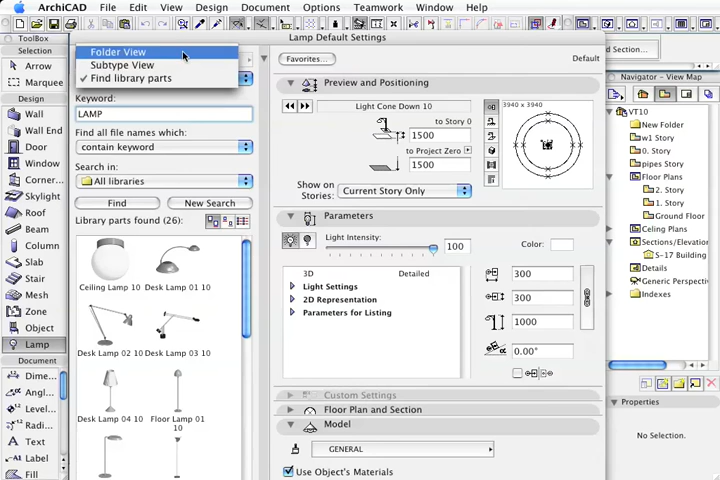 ArchiCAD File Edit View Design Document Options Teamwork Window Help
ToolBox
Lamp Default Settings
Selection
Arrow
Marquee
Design
Wall
Wall End
Door
Window
Corner...
Skylight
Roof
Beam
Column
Slab
Stair
Mesh
Zone
Object
Lamp
Document
Dime...
Angl...
Level...
Radi...
Text
Label
Fill
Folder View
Subtype View
✓ Find library parts
Keyword:
LAMP
Find all file names which:
contain keyword
Search in:
All libraries
Find New Search
Library parts found (26):
Ceiling Lamp 10 Desk Lamp 01 10
Desk Lamp 02 10 Desk Lamp 03 10
Desk Lamp 04 10 Floor Lamp 01
10
Favorites... Default
Preview and Positioning
Light Cone Down 10
to Story 0
1500
to Project Zero
1500
Show on
Stories: Current Story Only
3940 x 3940
Parameters
Light Intensity: 100 Color:
3D Detailed
Light Settings
2D Representation
Parameters for Listing
300
300
1000
0.00°
Custom Settings
Floor Plan and Section
Model
GENERAL
Use Object's Materials
d Section...
Navigator - View Map
VT10
New Folder
w1 Story
0. Story
pipes Story
Floor Plans
2. Story
1. Story
Ground Floor
Ceiling Plans
Sections/Elevation
S-17 Building
Details
Generic Perspectiv
Indexes
Properties
No Selection.